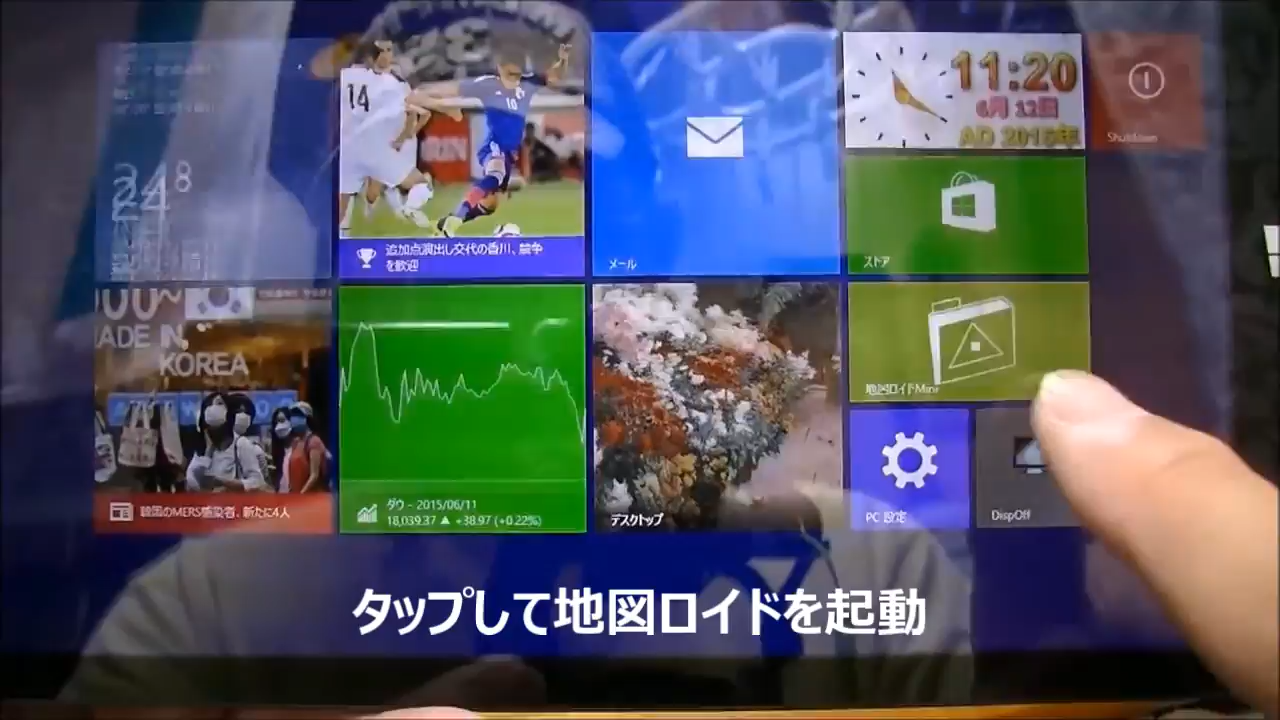 14
10
追加点演出し交代の香川、競争
を歓迎
メール
11:20
6月 12日
AD 2015年
Shutdown
ストア
MADE IN
KOREA
韓国のMERS感染者、新たに4人
ダウ - 2015/06/11
18,039.37 ▲ +38.97 (+0.22%)
デスクトップ
地図ロイドMini
PC 設定
DispOff
タップして地図ロイドを起動